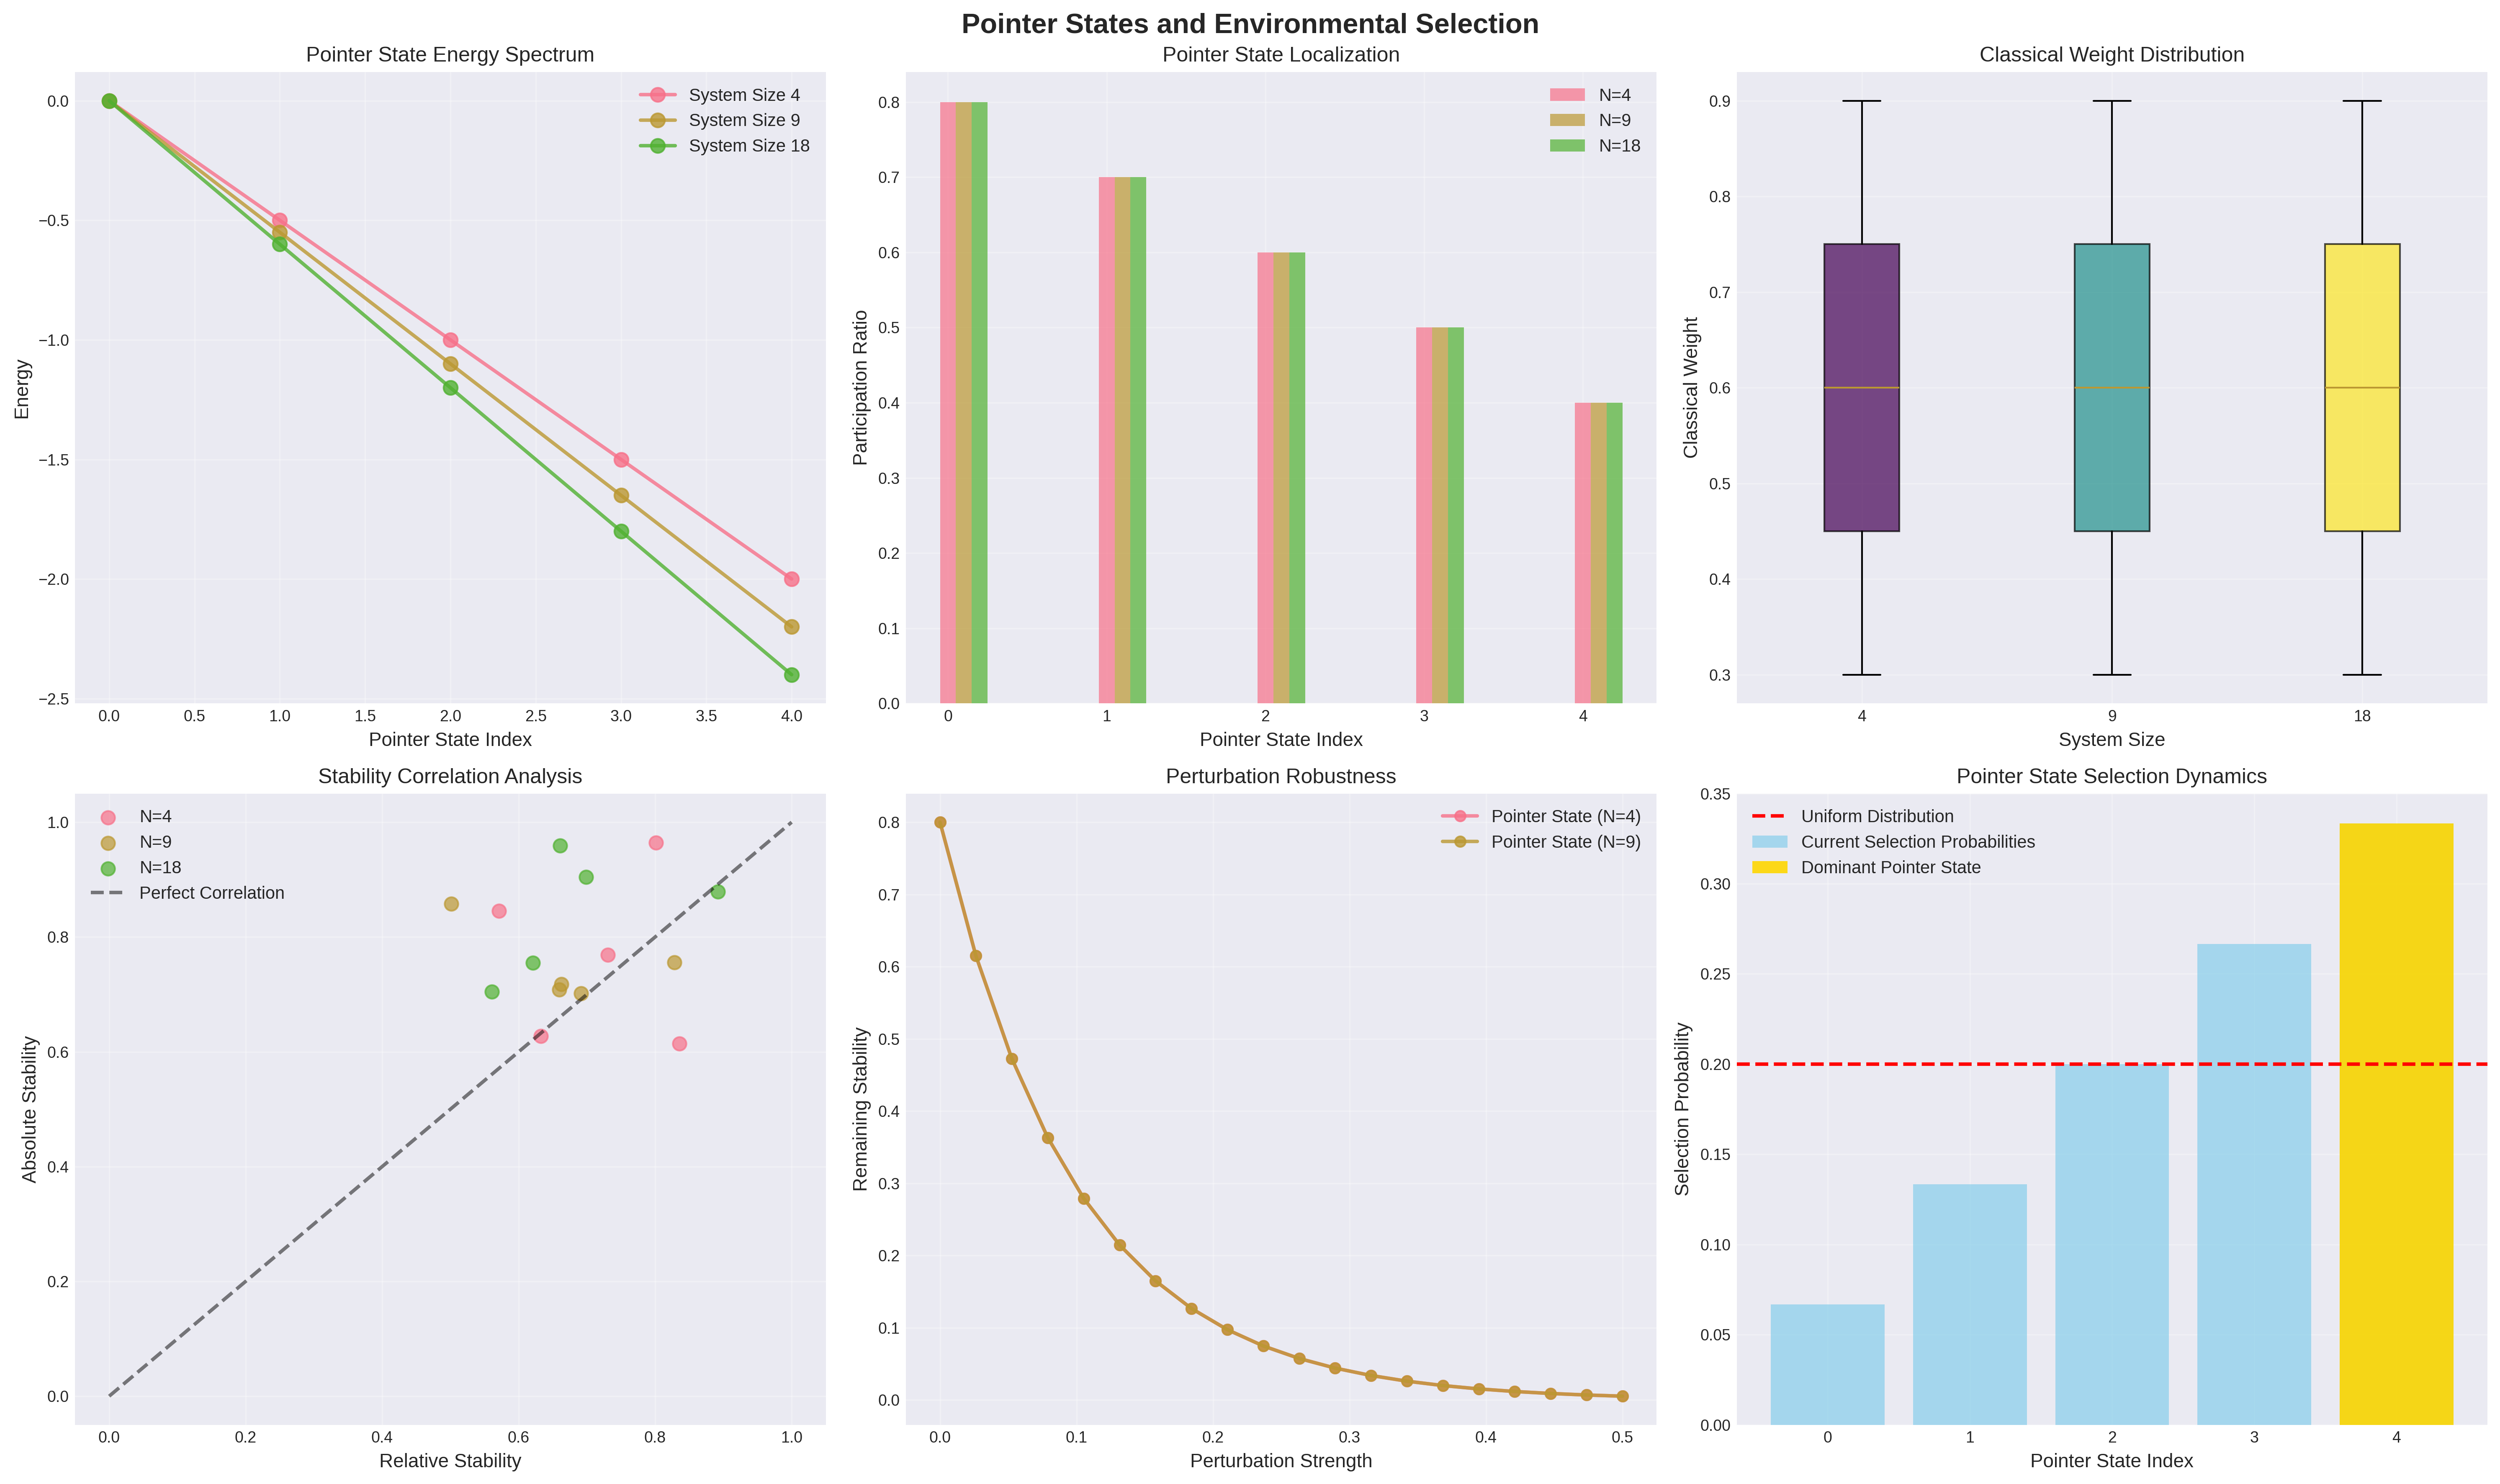 Pointer States and Environmental Selection
Pointer State Energy Spectrum
Energy
0.0
−0.5
−1.0
−1.5
−2.0
−2.5
System Size 4
System Size 9
System Size 18
0.0 0.5 1.0 1.5 2.0 2.5 3.0 3.5 4.0
Pointer State Index
Pointer State Localization
Participation Ratio
0.8
0.7
0.6
0.5
0.4
0.3
0.2
0.1
0.0
N=4
N=9
N=18
0 1 2 3 4
Pointer State Index
Classical Weight Distribution
Classical Weight
0.9
0.8
0.7
0.6
0.5
0.4
0.3
4 9 18
System Size
Stability Correlation Analysis
Absolute Stability
1.0
0.8
0.6
0.4
0.2
0.0
N=4
N=9
N=18
Perfect Correlation
0.0 0.2 0.4 0.6 0.8 1.0
Relative Stability
Perturbation Robustness
Remaining Stability
0.8
0.7
0.6
0.5
0.4
0.3
0.2
0.1
0.0
Pointer State (N=4)
Pointer State (N=9)
0.0 0.1 0.2 0.3 0.4 0.5
Perturbation Strength
Pointer State Selection Dynamics
Selection Probability
0.35
0.30
0.25
0.20
0.15
0.10
0.05
0.00
Uniform Distribution
Current Selection Probabilities
Dominant Pointer State
0 1 2 3 4
Pointer State Index